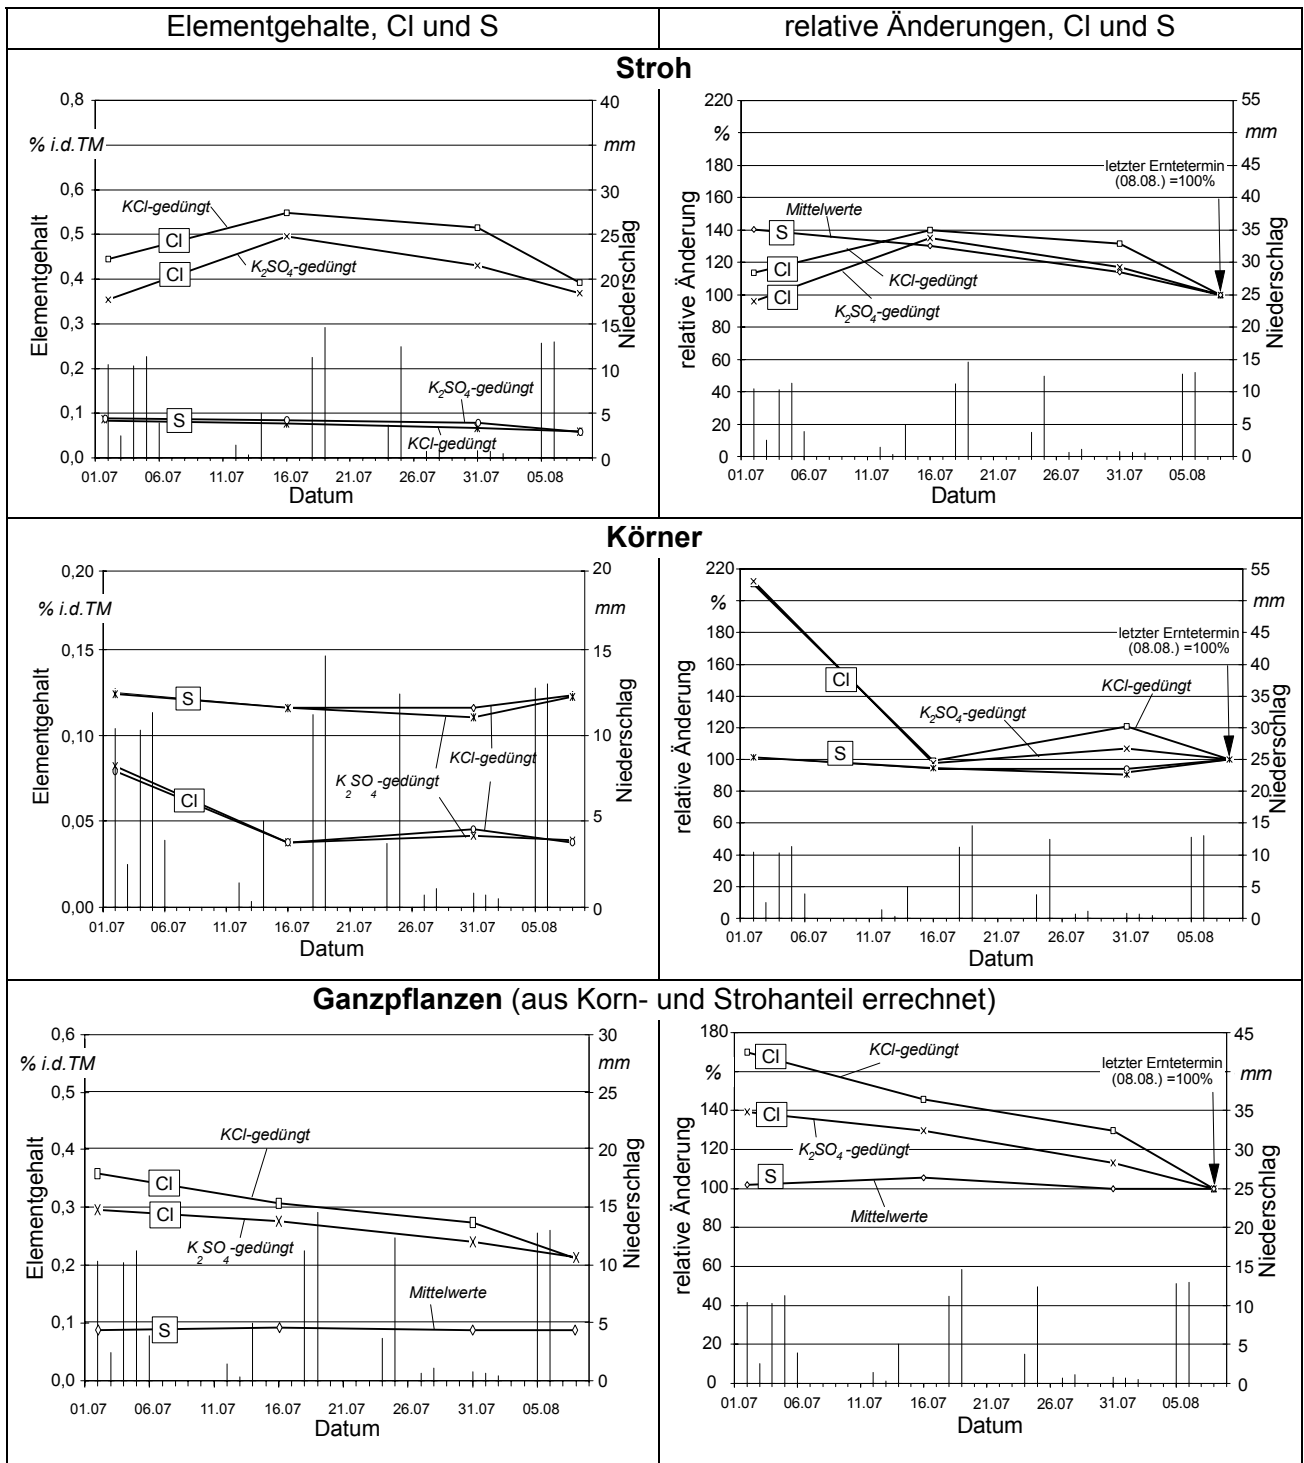 Elementgehalte, Cl und S
relative Änderungen, Cl und S
Stroh
0,8
% i.d.TM
0,6
0,5
0,4
0,3
0,2
0,1
0,0
Elementgehalt
40
mm
30
25
20
15
10
5
0
Niederschlag
KCl-gedüngt
Cl
Cl
K2SO4-gedüngt
K2SO4-gedüngt
S
KCl-gedüngt
01.07 06.07 11.07 16.07 21.07 26.07 31.07 05.08
Datum
220
%
180
160
140
120
100
80
60
40
20
0
relative Änderung
55
mm
45
40
35
30
25
20
15
10
5
0
Niederschlag
letzter Erntetermin
(08.08.) =100%
Mittelwerte
S
Cl
KCl-gedüngt
Cl
K2SO4-gedüngt
01.07 06.07 11.07 16.07 21.07 26.07 31.07 05.08
Datum
Körner
0,20
% i.d.TM
0,15
0,10
0,05
0,00
Elementgehalt
20
mm
15
10
5
0
Niederschlag
S
KCl-gedüngt
K2SO4-gedüngt
Cl
01.07 06.07 11.07 16.07 21.07 26.07 31.07 05.08
Datum
220
%
180
160
140
120
100
80
60
40
20
0
relative Änderung
55
mm
45
40
35
30
25
20
15
10
5
0
Niederschlag
letzter Erntetermin
(08.08.) =100%
Cl
KCl-gedüngt
K2SO4-gedüngt
S
01.07 06.07 11.07 16.07 21.07 26.07 31.07 05.08
Datum
Ganzpflanzen (aus Korn- und Strohanteil errechnet)
0,6
% i.d.TM
0,5
0,4
0,3
0,2
0,1
0,0
Elementgehalt
30
mm
25
20
15
10
5
0
Niederschlag
KCl-gedüngt
Cl
Cl
K2SO4-gedüngt
Mittelwerte
S
01.07 06.07 11.07 16.07 21.07 26.07 31.07 05.08
Datum
180
%
140
120
100
80
60
40
20
0
relative Änderung
45
mm
35
30
25
20
15
10
5
0
Niederschlag
Cl
KCl-gedüngt
letzter Erntetermin
(08.08.) =100%
Cl
K2SO4-gedüngt
S
Mittelwerte
01.07 06.07 11.07 16.07 21.07 26.07 31.07 05.08
Datum